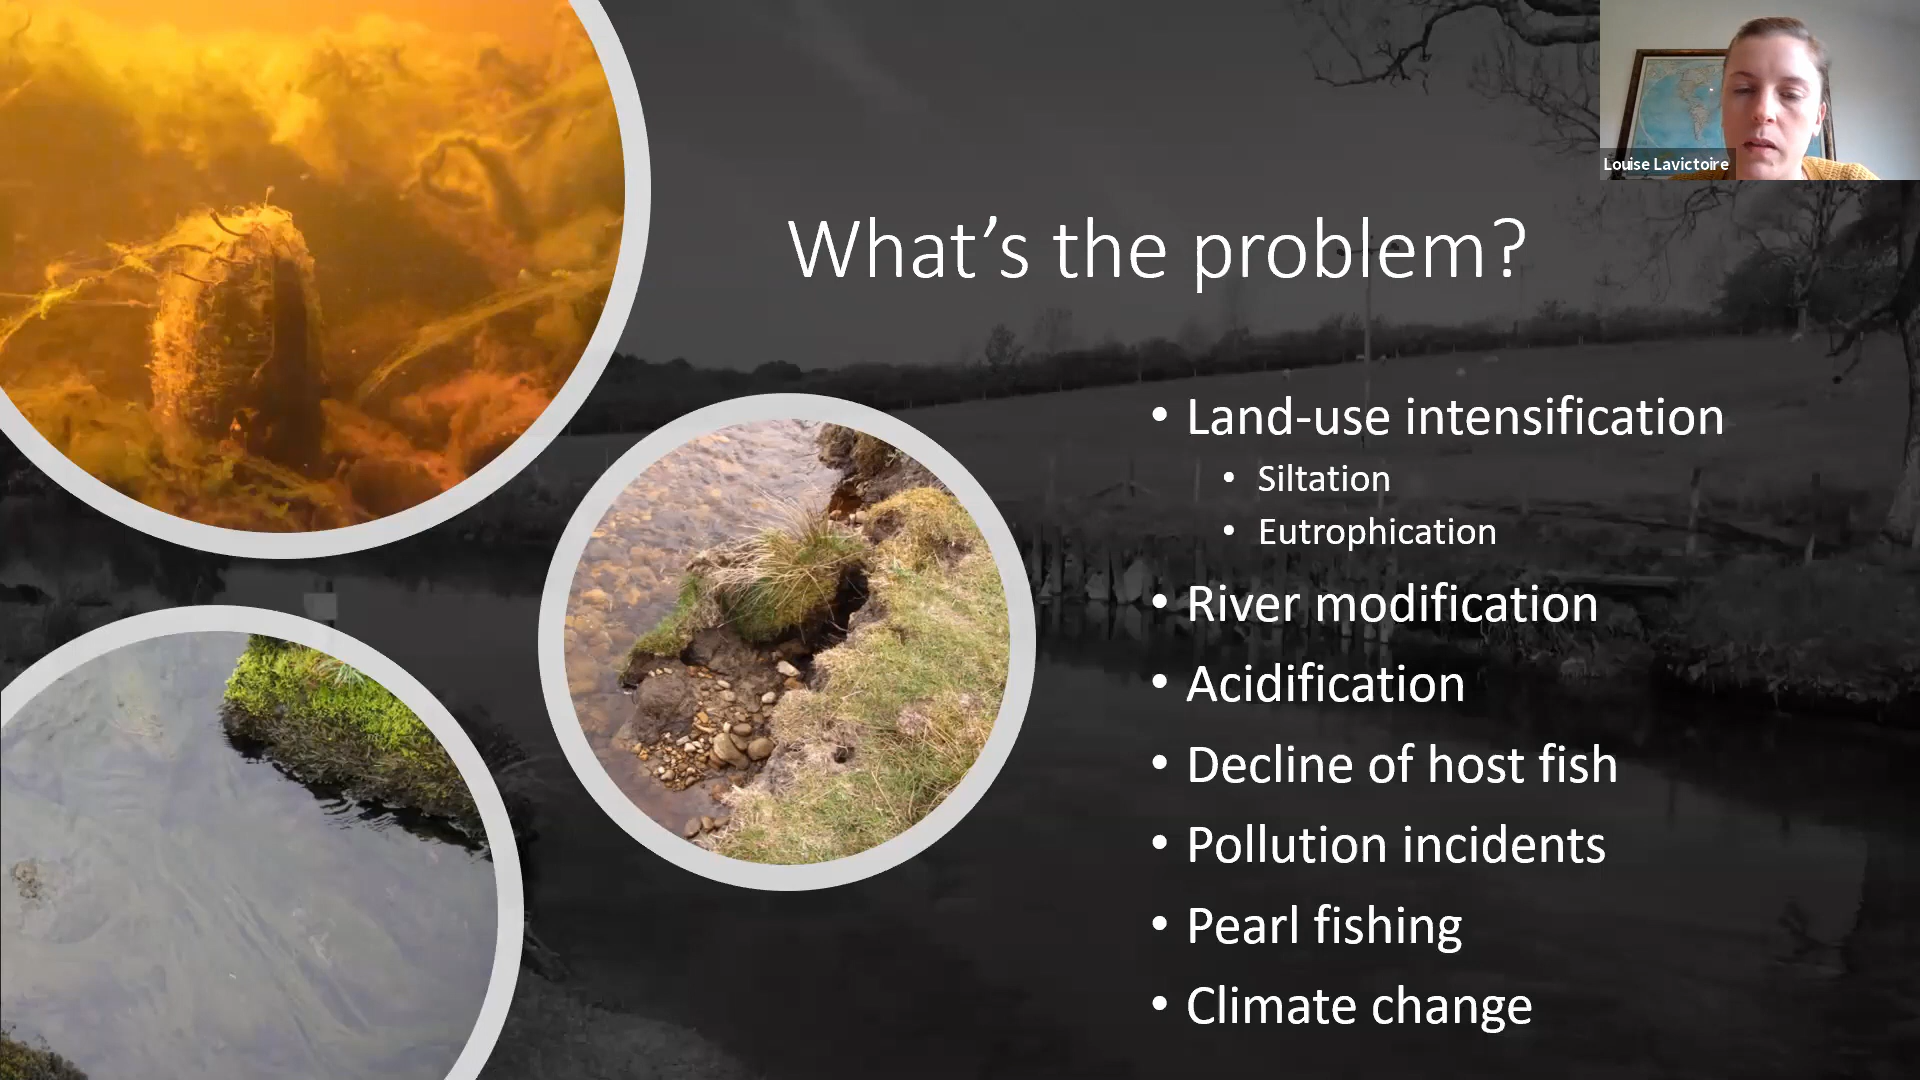 Louise Lavictoire
What's the problem?
• Land-use intensification
• Siltation
• Eutrophication
• River modification
• Acidification
• Decline of host fish
• Pollution incidents
• Pearl fishing
• Climate change